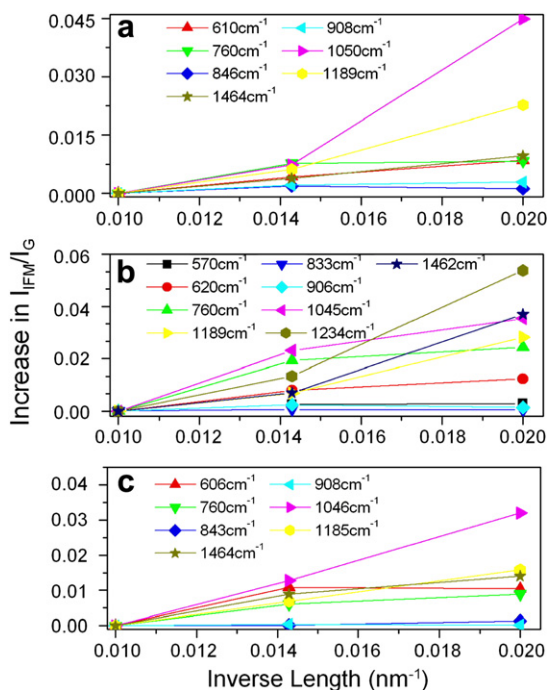 Increase in I_IFM/I_G
a
610cm⁻¹ 908cm⁻¹
760cm⁻¹ 1050cm⁻¹
846cm⁻¹ 1189cm⁻¹
1464cm⁻¹
0.045
0.030
0.015
0.000
0.010 0.012 0.014 0.016 0.018 0.020
b
570cm⁻¹ 833cm⁻¹ 1462cm⁻¹
620cm⁻¹ 906cm⁻¹
760cm⁻¹ 1045cm⁻¹
1189cm⁻¹ 1234cm⁻¹
0.06
0.04
0.02
0.00
0.010 0.012 0.014 0.016 0.018 0.020
c
606cm⁻¹ 908cm⁻¹
760cm⁻¹ 1046cm⁻¹
843cm⁻¹ 1185cm⁻¹
1464cm⁻¹
0.04
0.03
0.02
0.01
0.00
0.010 0.012 0.014 0.016 0.018 0.020
Inverse Length (nm⁻¹)